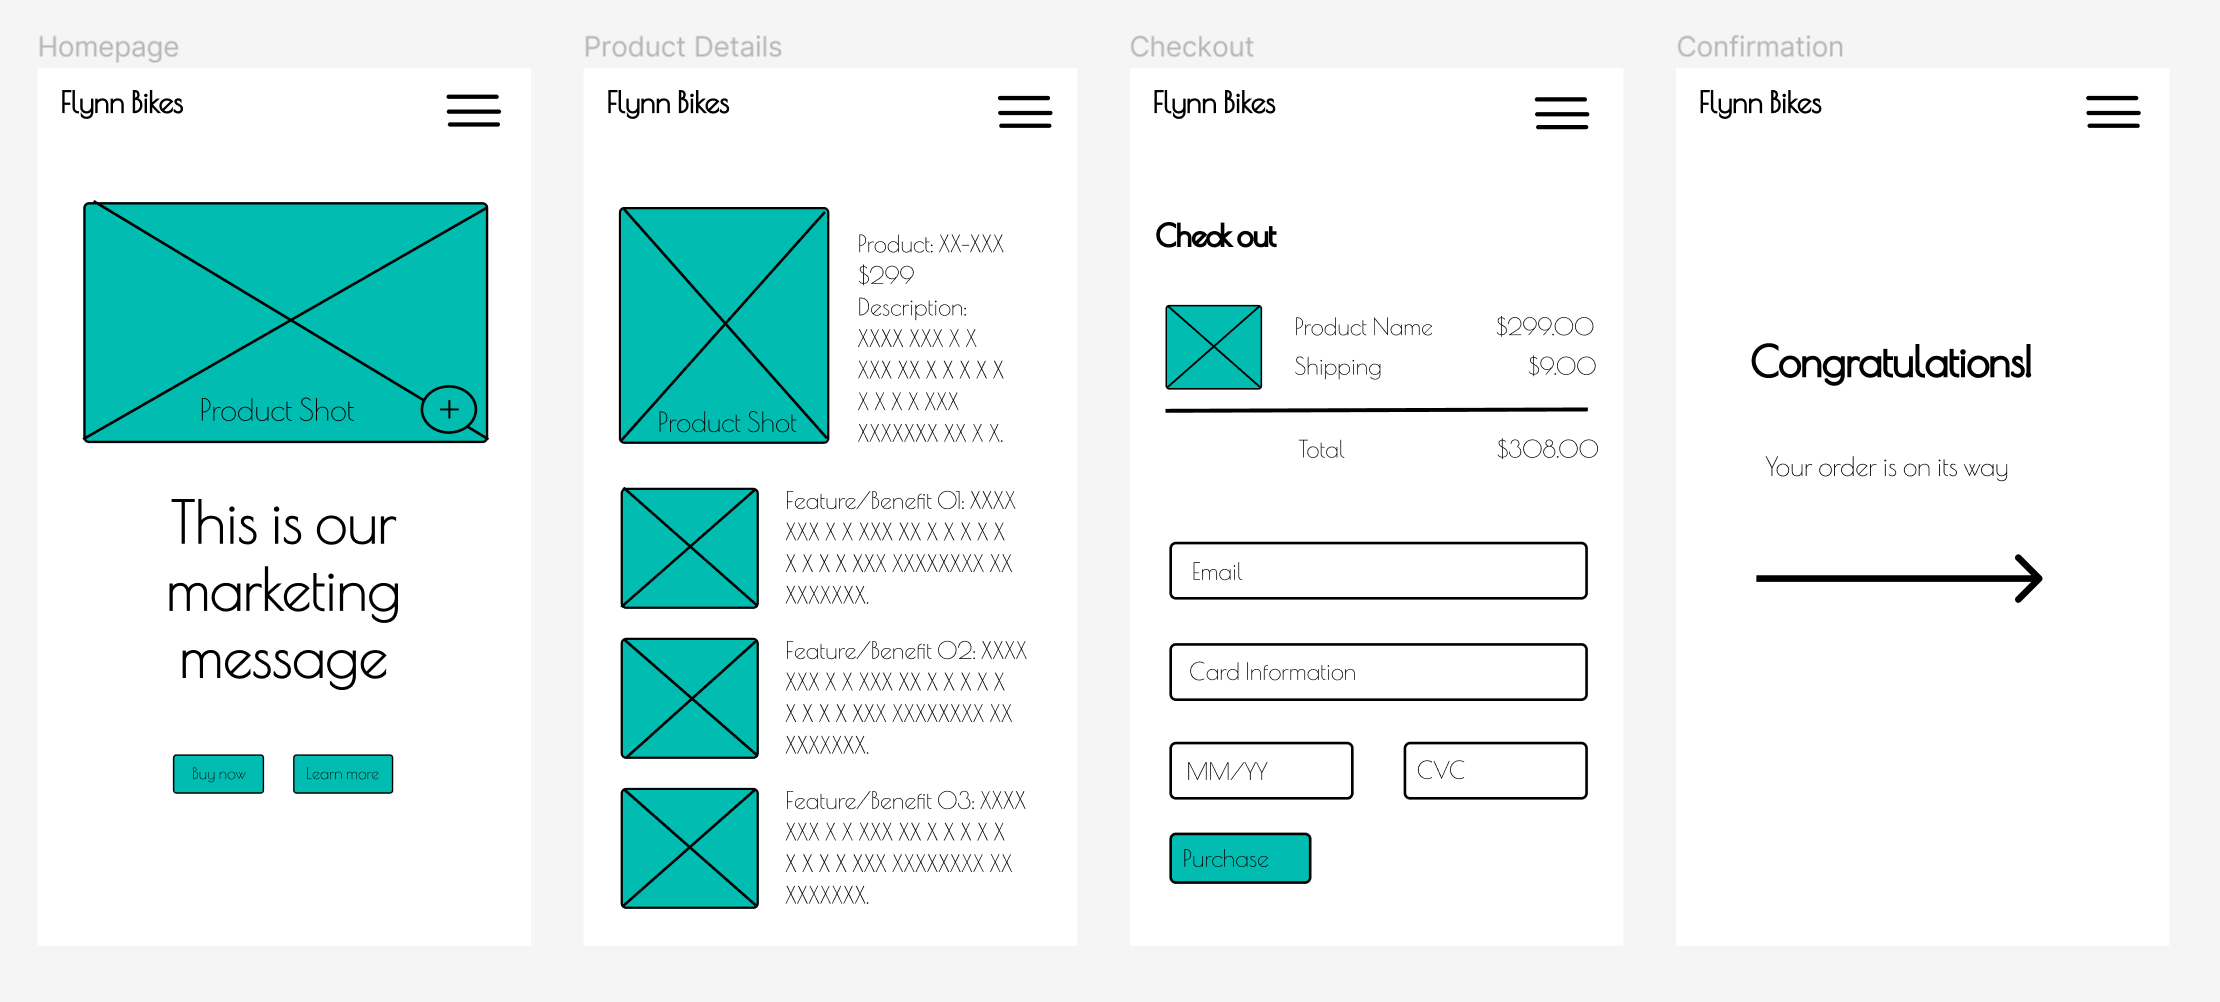 Homepage
Flynn Bikes
Product Shot
+
This is our
marketing
message
Buy now
Learn more
Product Details
Flynn Bikes
Product Shot
Product: XX-XXX
$299
Description:
XXXX XXX X X
XXX XX X X X X X
X X X X XXX
XXXXXXX XX X X.
Feature/Benefit 01: XXXX
XXX X X XXX XX X X X X X
X X X X XXX XXXXXXXX XX
XXXXXXX.
Feature/Benefit 02: XXXX
XXX X X XXX XX X X X X X
X X X X XXX XXXXXXXX XX
XXXXXXX.
Feature/Benefit 03: XXXX
XXX X X XXX XX X X X X X
X X X X XXX XXXXXXXX XX
XXXXXXX.
Checkout
Flynn Bikes
Check out
Product Name $299.00
Shipping $9.00
Total $308.00
Email
Card Information
MM/YY
CVC
Purchase
Confirmation
Flynn Bikes
Congratulations!
Your order is on its way